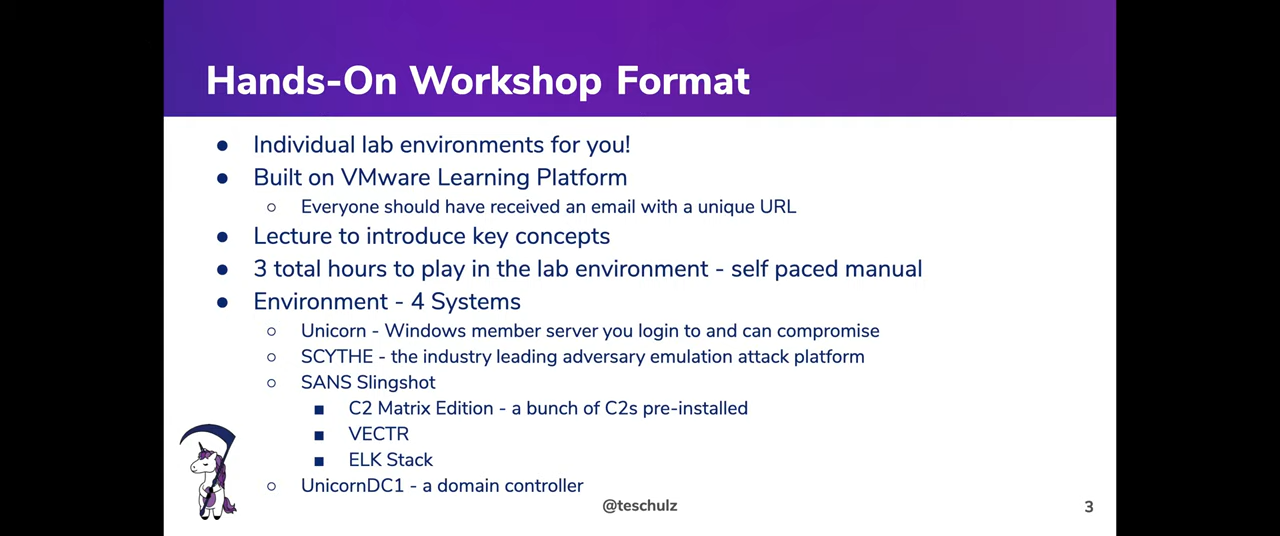 Hands-On Workshop Format
● Individual lab environments for you!
● Built on VMware Learning Platform
○ Everyone should have received an email with a unique URL
● Lecture to introduce key concepts
● 3 total hours to play in the lab environment - self paced manual
● Environment - 4 Systems
○ Unicorn - Windows member server you login to and can compromise
○ SCYTHE - the industry leading adversary emulation attack platform
○ SANS Slingshot
■ C2 Matrix Edition - a bunch of C2s pre-installed
■ VECTR
■ ELK Stack
○ UnicornDC1 - a domain controller
@teschulz
3